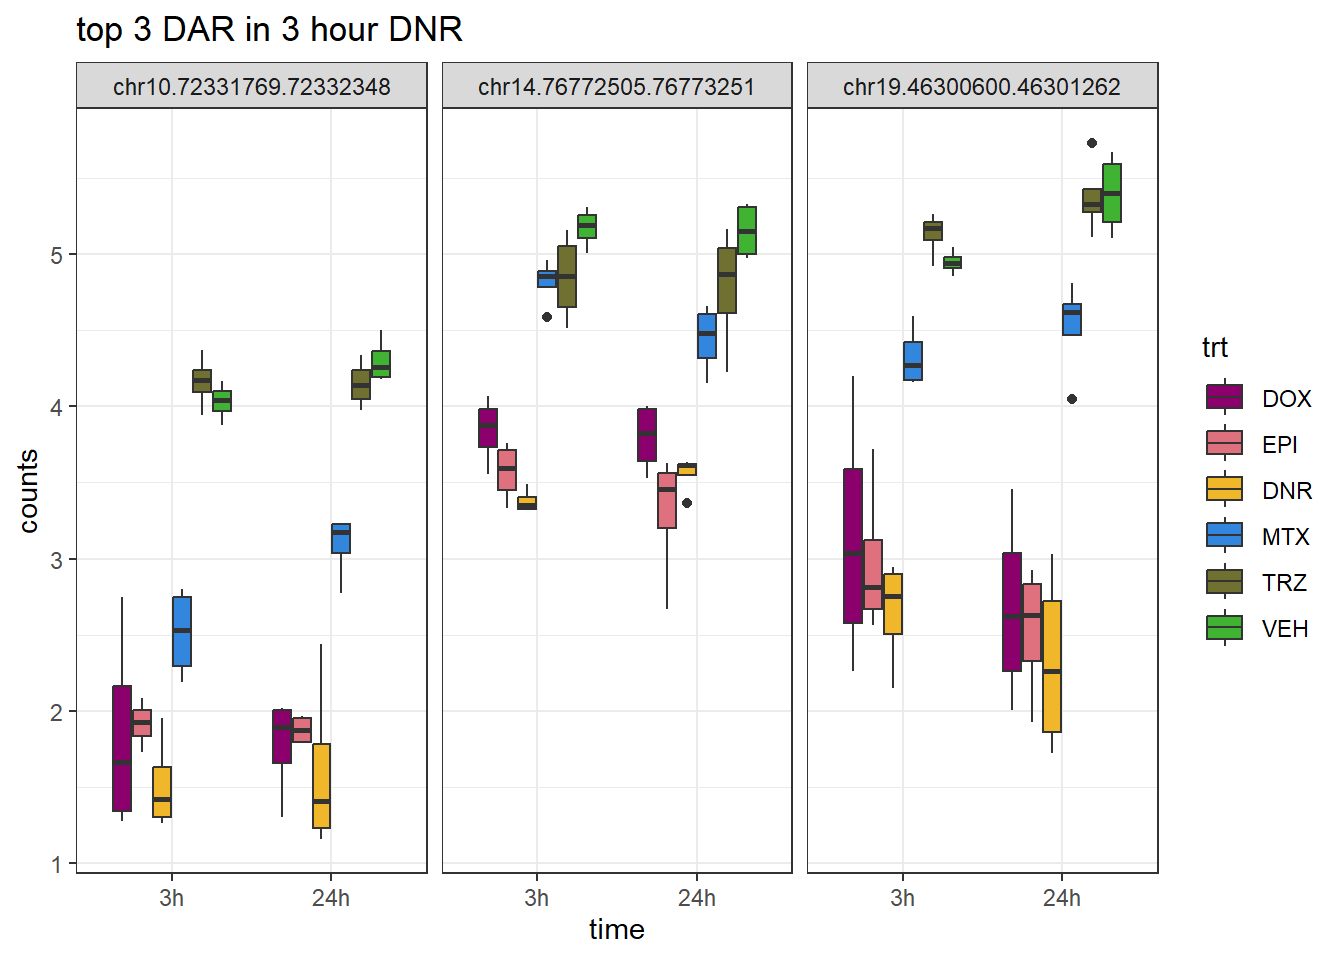 top 3 DAR in 3 hour DNR
chr10.72331769.72332348
chr14.76772505.76773251
chr19.46300600.46301262
counts
5
4
3
2
1
3h
24h
3h
24h
3h
24h
time
trt
DOX
EPI
DNR
MTX
TRZ
VEH